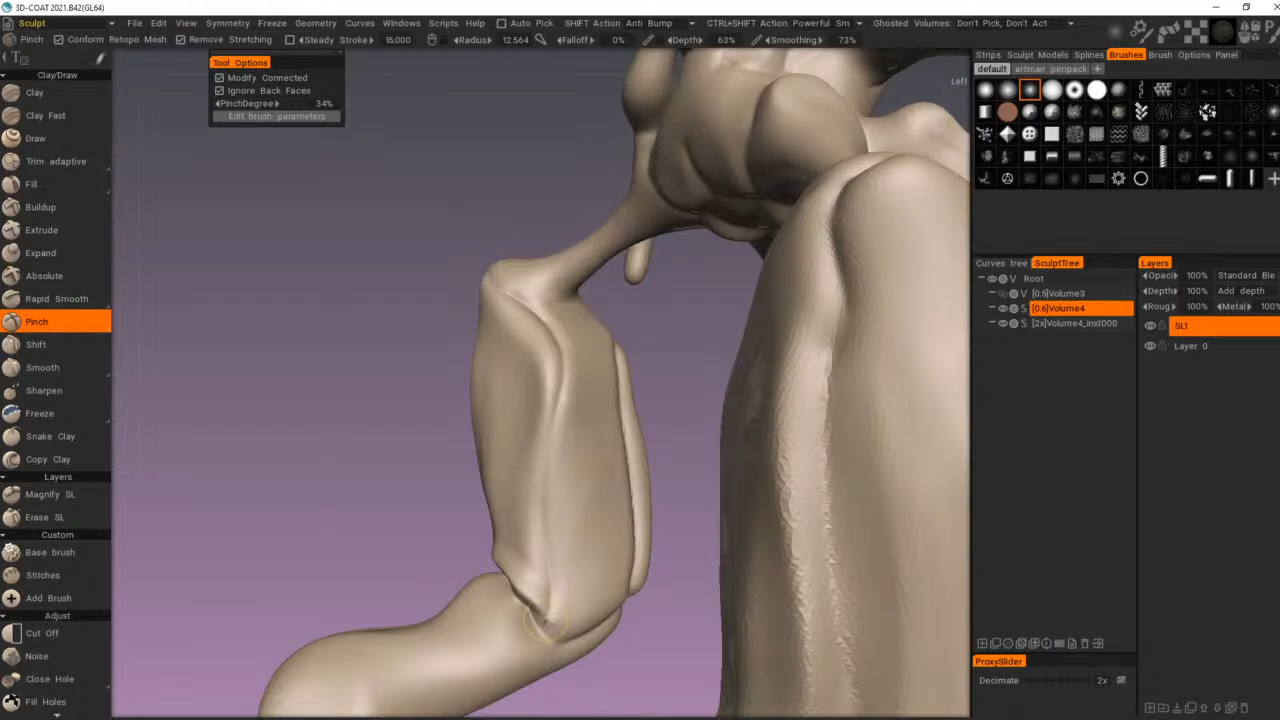 3D-COAT 2021.B42(GL64)
Sculpt File Edit View Symmetry Freeze Geometry Curves Windows Scripts Help Auto Pick SHIFT Action Anti Bump CTRL+SHIFT Action. Powerful Sm Ghosted Volumes: Don't Pick, Don't Act
Pinch Conform Retopo Mesh Remove Stretching Steady Stroke 15.000 Radius 12.564 Falloff 0% Depth 63% Smoothing 73%
Tool Options
Modify Connected
Ignore Back Faces
PinchDegree 34%
Edit brush parameters
Left
Clay/Draw
Clay
Clay Fast
Draw
Trim adaptive
Fill
Buildup
Extrude
Expand
Absolute
Rapid Smooth
Pinch
Shift
Smooth
Sharpen
Freeze
Snake Clay
Copy Clay
Layers
Magnify SL
Erase SL
Custom
Base brush
Stitches
Add Brush
Adjust
Cut Off
Noise
Close Hole
Fill Holes
Strips Sculpt Models Splines Brushes Brush Options Panel
default artman penpack +
Curves tree SculptTree
V Root
V [0.5]Volume3
S [0.6]Volume4
S [2x]Volume4_inst000
ProxySlider
Decimate 2x
Layers
Opaci 100% Standard Ble
Depth 100% Add depth
Roug 100% Metal 100%
SL1
Layer 0